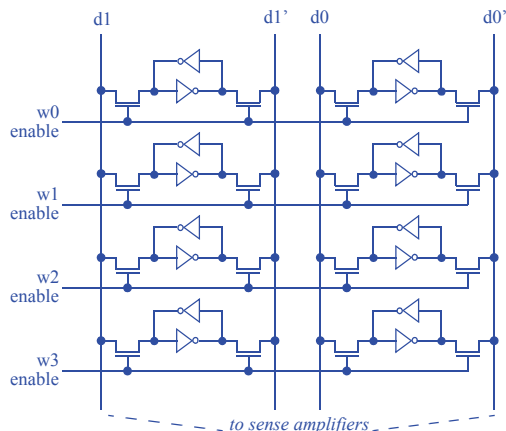 d1 d1’ d0 d0’
w0
enable
w1
enable
w2
enable
w3
enable
to sense amplifiers